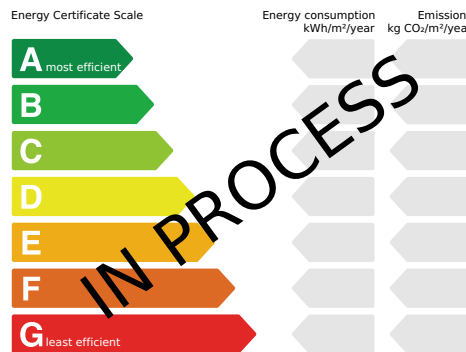 Energy Certificate Scale
Energy consumption
kWh/m²/year
Emission
kg CO₂/m²/year
A most efficient
B
C
D
E
F
G least efficient
IN PROCESS